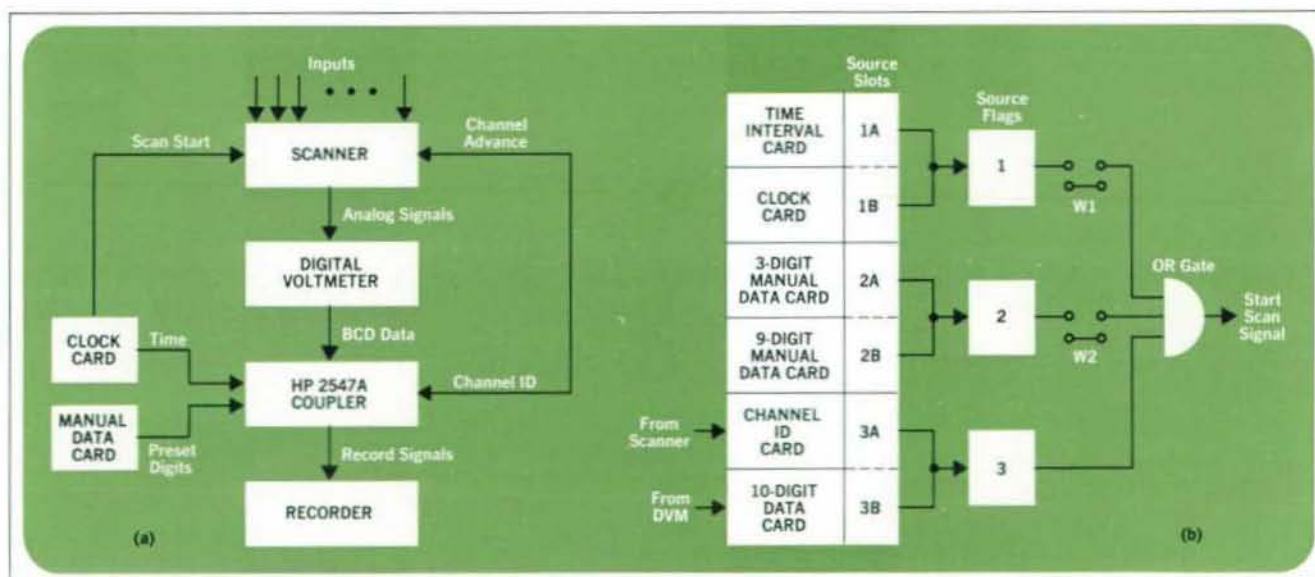 Inputs
Scan Start
Channel
Advance
SCANNER
Analog Signals
DIGITAL
VOLTMETER
CLOCK
CARD
Time
BCD Data
HP 2547A
COUPLER
Channel ID
MANUAL
DATA
CARD
Preset
Digits
Record Signals
RECORDER
(a)
Source
Slots
Source
Flags
TIME
INTERVAL
CARD
1A
CLOCK
CARD
1B
1
W1
3-DIGIT
MANUAL
DATA CARD
2A
9-DIGIT
MANUAL
DATA CARD
2B
2
W2
OR Gate
Start
Scan
Signal
From
Scanner
CHANNEL
ID
CARD
3A
From
DVM
10-DIGIT
DATA
CARD
3B
3
(b)